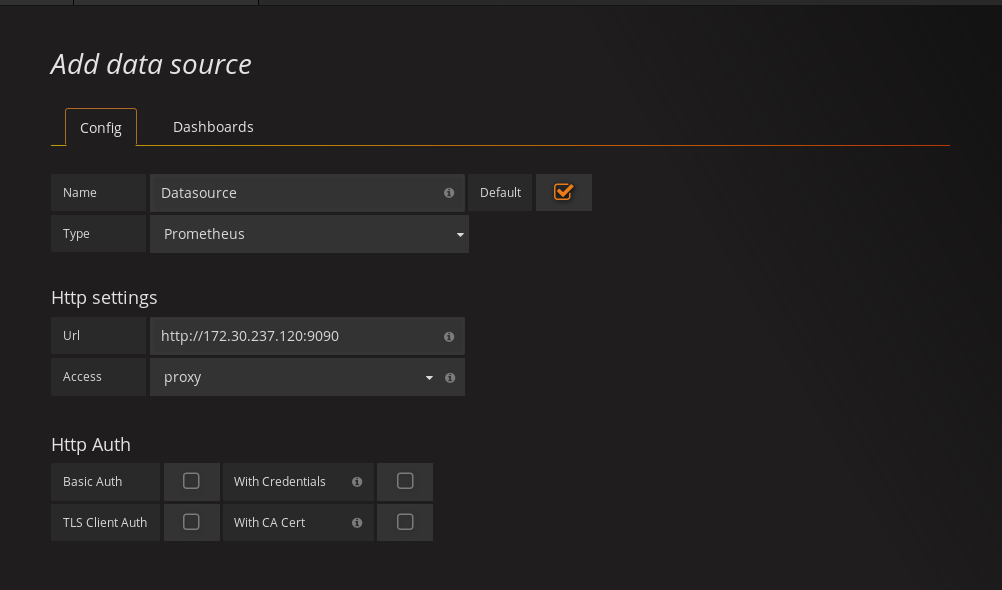 Add data source
Config Dashboards
Name Datasource Default
Type Prometheus
Http settings
Url http://172.30.237.120:9090
Access proxy
Http Auth
Basic Auth With Credentials
TLS Client Auth With CA Cert